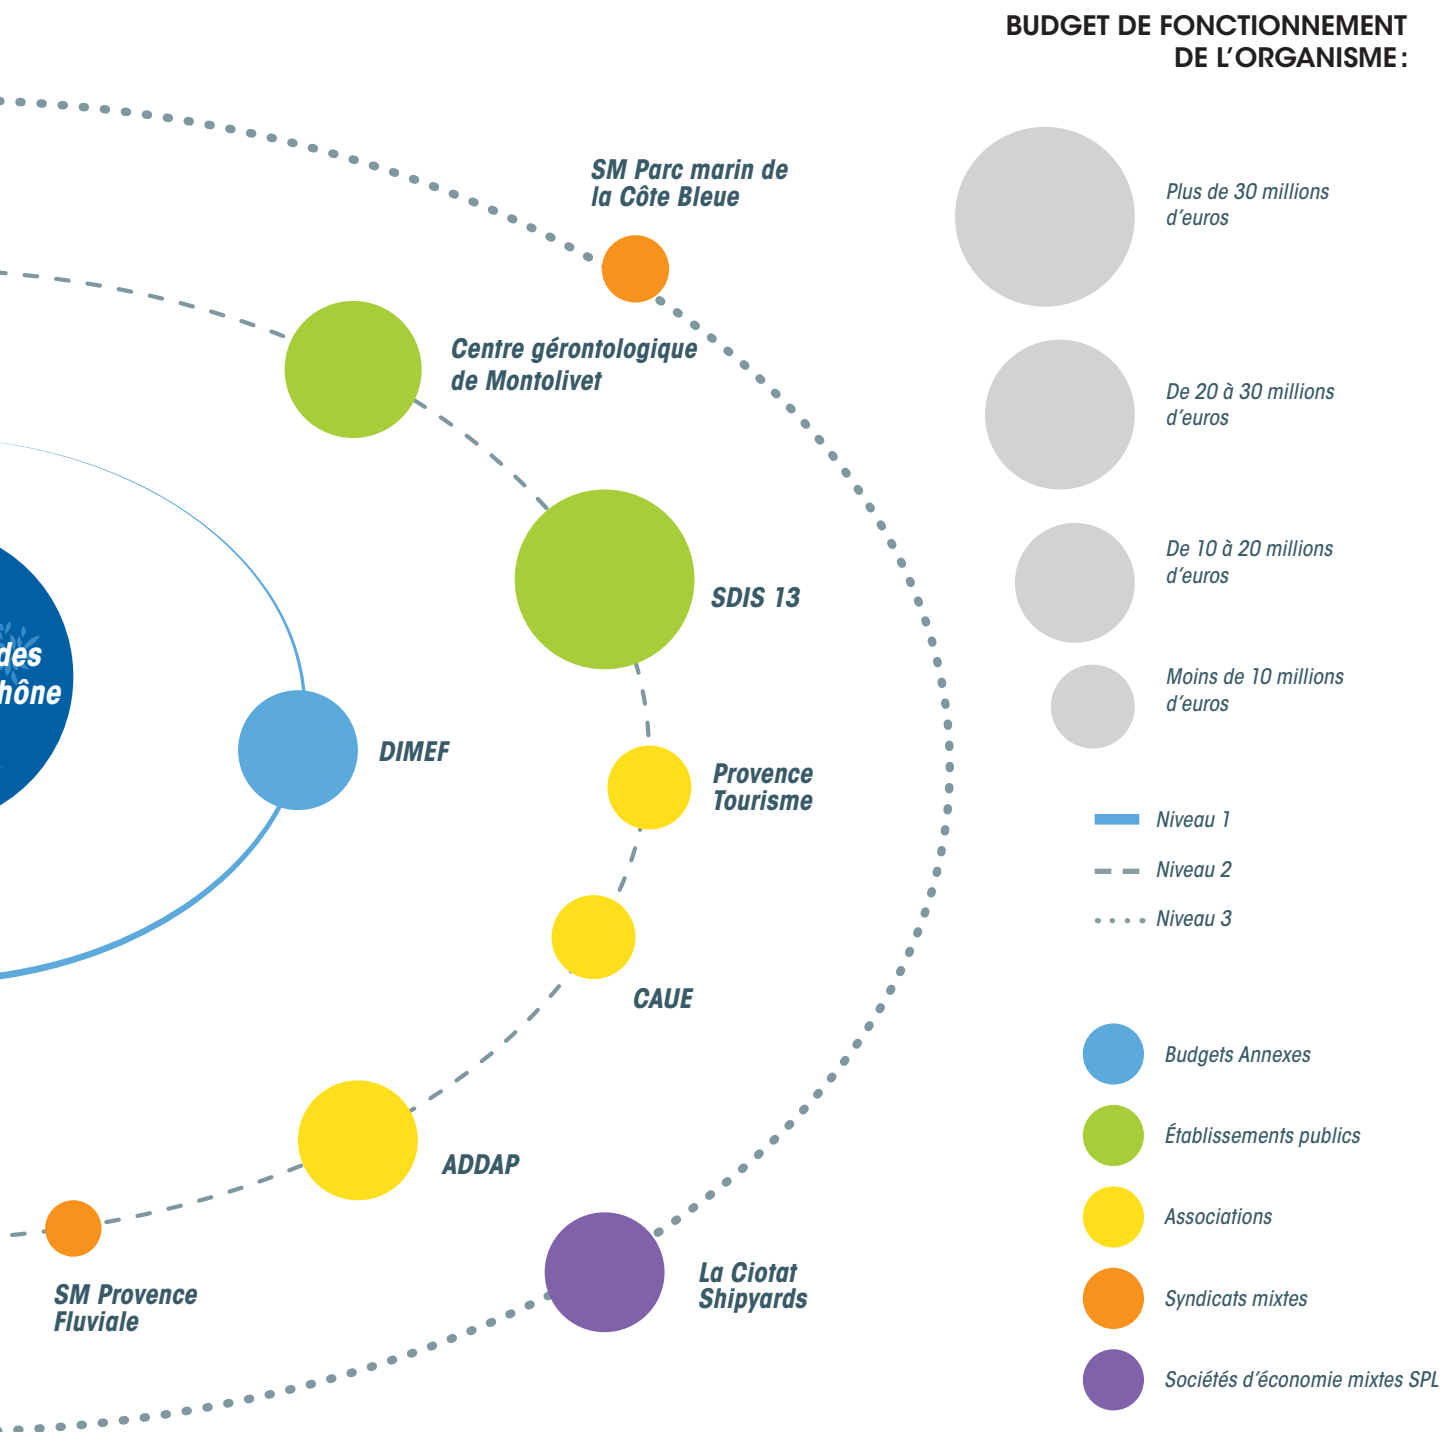 BUDGET DE FONCTIONNEMENT
DE L'ORGANISME :
SM Parc marin de
la Côte Bleue
Plus de 30 millions
d'euros
Centre gérontologique
de Montolivet
De 20 à 30 millions
d'euros
SDIS 13
De 10 à 20 millions
d'euros
des
hône
Moins de 10 millions
d'euros
DIMEF
Provence
Tourisme
Niveau 1
Niveau 2
Niveau 3
CAUE
Budgets Annexes
Établissements publics
ADDAP
Associations
SM Provence
Fluviale
La Ciotat
Shipyards
Syndicats mixtes
Sociétés d'économie mixtes SPL